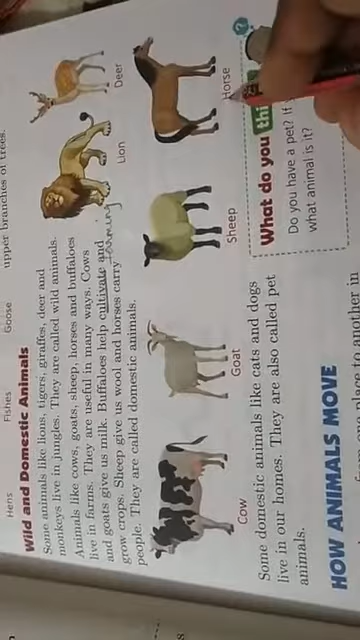 Hens
Fishes
Goose
upper branches of trees.
Wild and Domestic Animals
Some animals like lions, tigers, giraffes, deer and
monkeys live in jungles. They are called wild animals.
Animals like cows, goats, sheep, horses and buffaloes
live in farms. They are useful in many ways. Cows
and goats give us milk. Buffaloes help cultivate and
farming
grow crops. Sheep give us wool and horses carry
people. They are called domestic animals.
Lion
Deer
Cow
Goat
Sheep
Horse
Some domestic animals like cats and dogs
live in our homes. They are also called pet
animals.
What do you thi
Do you have a pet? If
what animal is it?
HOW ANIMALS MOVE
place to another in